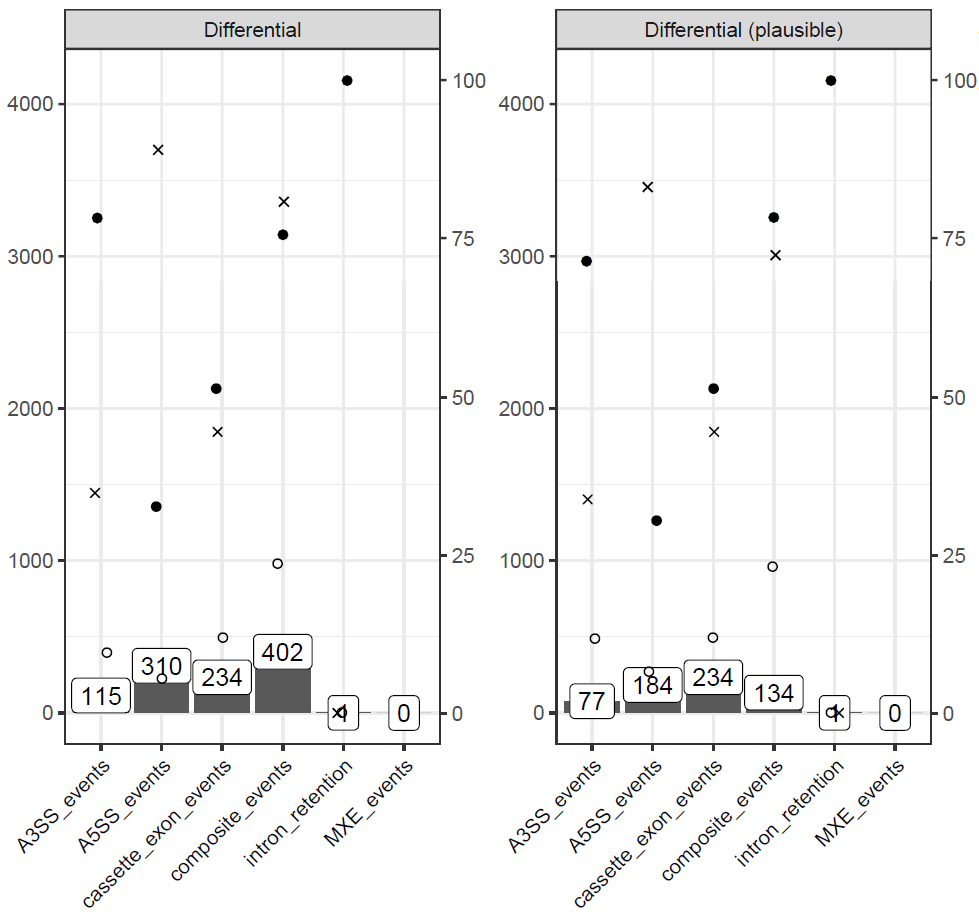 Differential
4000
3000
2000
1000
0
100
75
50
25
0
115
310
234
402
1
0
A3SS_events
A5SS_events
cassette_exon_events
composite_events
intron_retention
MXE_events
Differential (plausible)
4000
3000
2000
1000
0
100
75
50
25
0
77
184
234
134
1
0
A3SS_events
A5SS_events
cassette_exon_events
composite_events
intron_retention
MXE_events